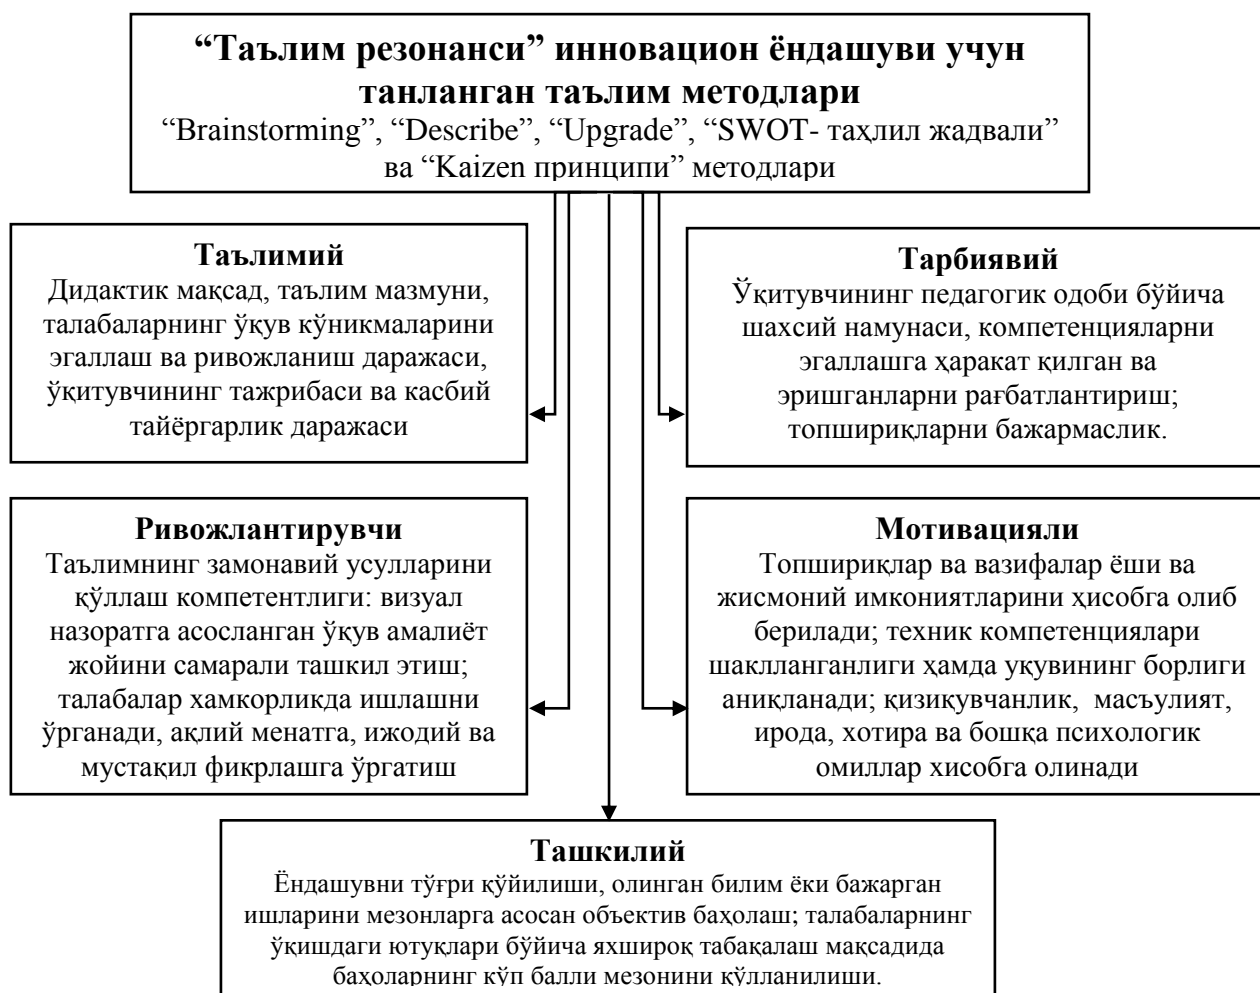 “Таълим резонанси” инновацион ёндашуви учун
танланган таълим методлари
“Brainstorming”, “Describe”, “Upgrade”, “SWOT- таҳлил жадвали”
ва “Kaizen принципи” методлари
Таълимий
Дидактик мақсад, таълим мазмуни,
талабаларнинг ўқув кўникмаларини
эгаллаш ва ривожланиш даражаси,
ўқитувчининг тажрибаси ва касбий
тайёргарлик даражаси
Тарбиявий
Ўқитувчининг педагогик одоби бўйича
шахсий намунаси, компетенцияларни
эгаллашга ҳаракат қилган ва
эришганларни рағбатлантириш;
топшириқларни бажармаслик.
Ривожлантирувчи
Таълимнинг замонавий усулларини
қўллаш компетентлиги: визуал
назоратга асосланган ўқув амалиёт
жойини самарали ташкил этиш;
талабалар хамкорликда ишлашни
ўрганади, ақлий менатга, ижодий ва
мустақил фикрлашга ўргатиш
Мотивацияли
Топшириқлар ва вазифалар ёши ва
жисмоний имкониятларини ҳисобга олиб
берилади; техник компетенциялари
шаклланганлиги ҳамда уқувининг борлиги
аниқланади; қизиқувчанлик, масъулият,
ирода, хотира ва бошқа психологик
омиллар хисобга олинади
Ташкилий
Ёндашувни тўғри қўйилиши, олинган билим ёки бажарган
ишларини мезонларга асосан объектив баҳолаш; талабаларнинг
ўқишдаги ютуқлари бўйича яхшироқ табақалаш мақсадида
баҳоларнинг кўп балли мезонини қўлланилиши.